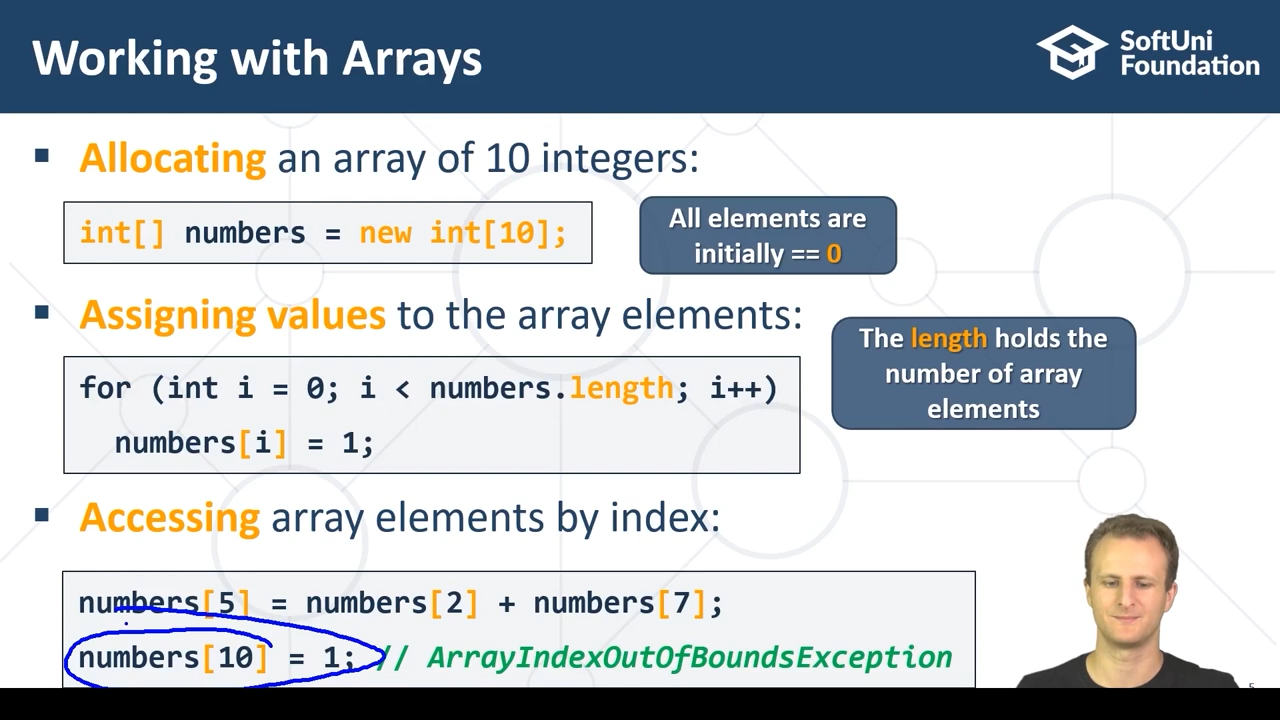 Working with Arrays
SoftUni
Foundation
▪ Allocating an array of 10 integers:
int[] numbers = new int[10];
All elements are
initially == 0
▪ Assigning values to the array elements:
The length holds the
number of array
elements
for (int i = 0; i < numbers.length; i++)
numbers[i] = 1;
▪ Accessing array elements by index:
numbers[5] = numbers[2] + numbers[7];
numbers[10] = 1; // ArrayIndexOutOfBoundsException